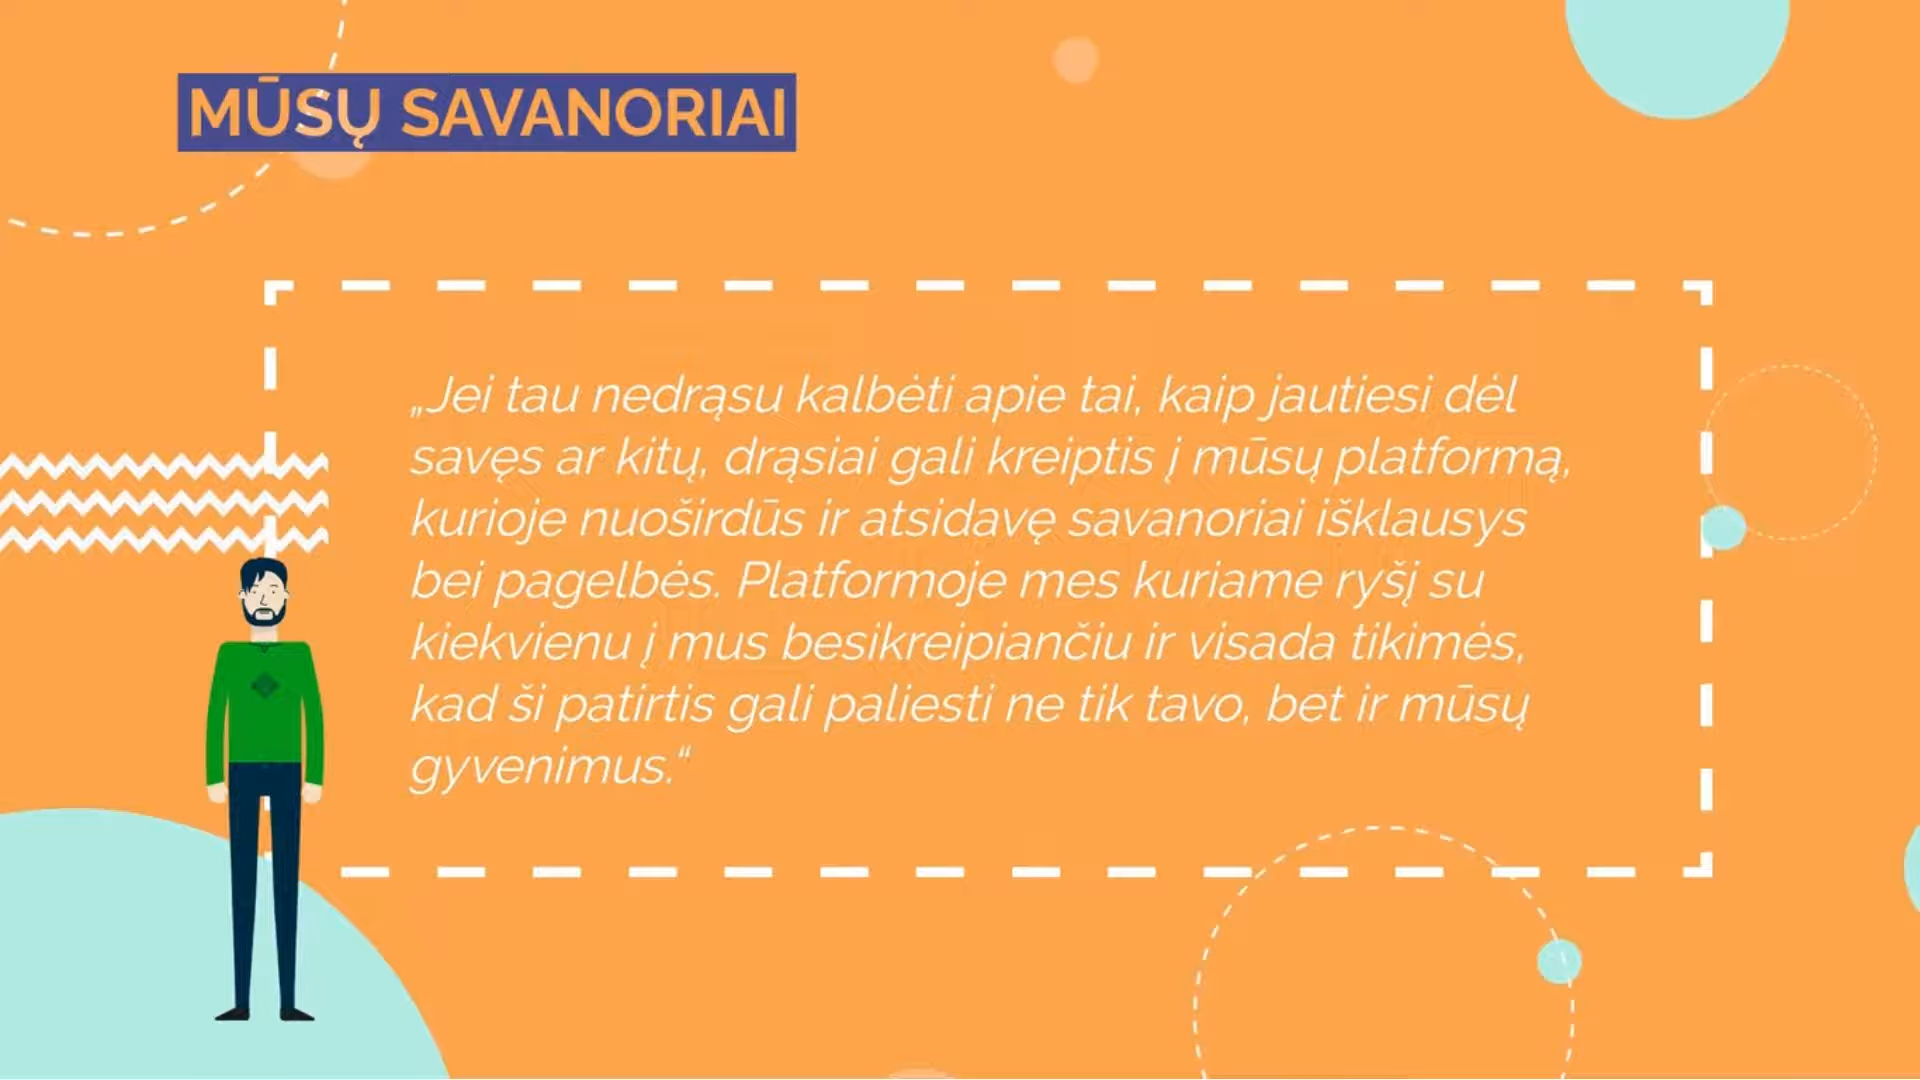 MŪSŲ SAVANORIAI
„Jei tau nedrąsu kalbėti apie tai, kaip jautiesi dėl
savęs ar kitų, drąsiai gali kreiptis į mūsų platformą,
kurioje nuoširdūs ir atsidavę savanoriai išklausys
bei pagelbės. Platformoje mes kuriame ryšį su
kiekvienu į mus besikreipiančiu ir visada tikimės,
kad ši patirtis gali paliesti ne tik tavo, bet ir mūsų
gyvenimus.“